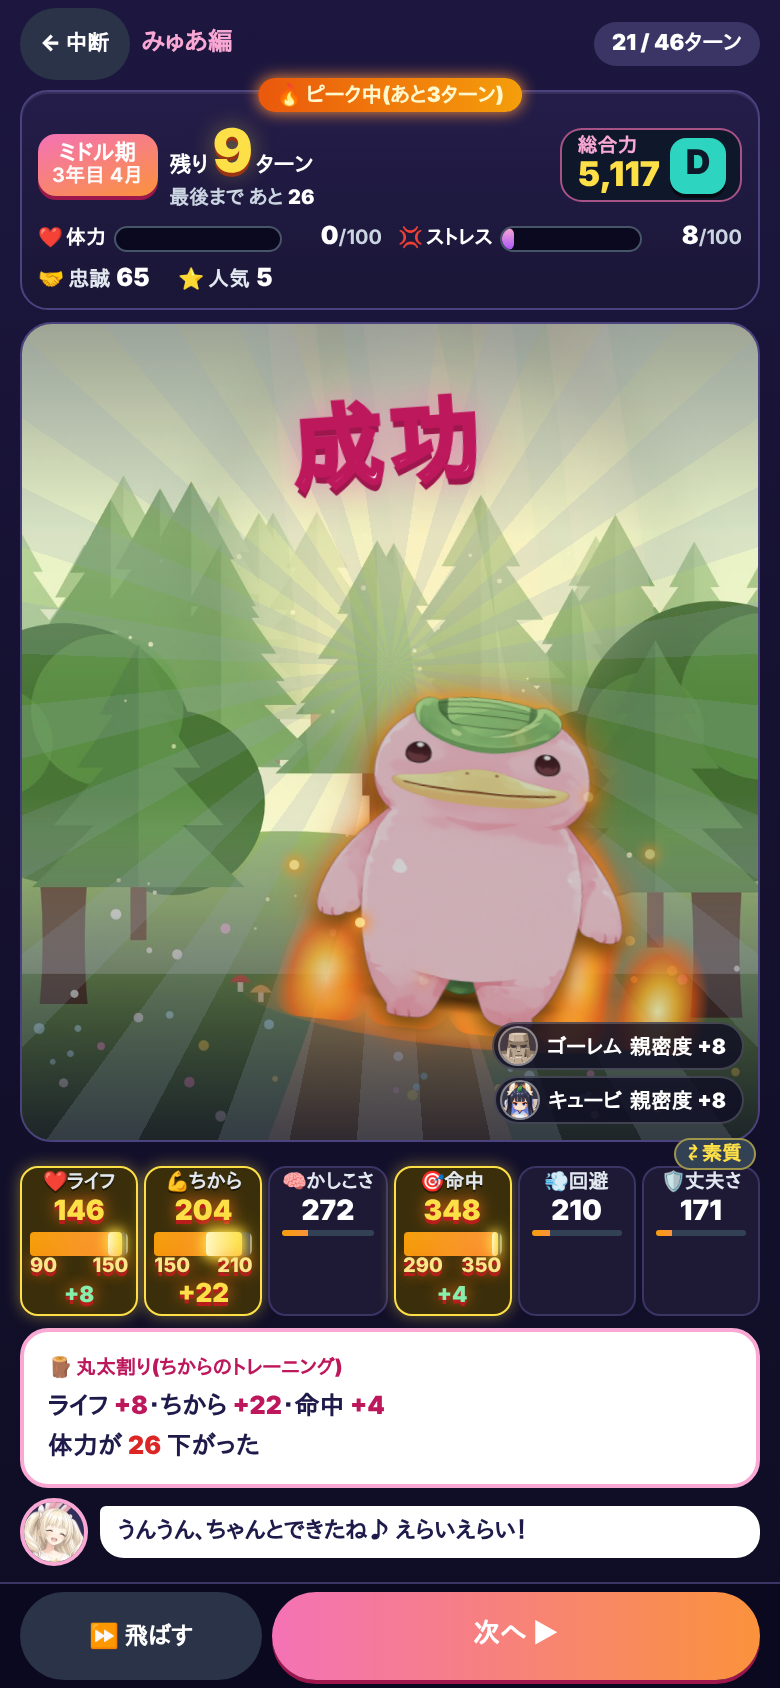 ← 中断 みゅあ編 21 / 46ターン
🔥 ピーク中(あと3ターン)
ミドル期
3年目 4月
残り 9 ターン
最後まで あと 26
総合力
5,117 D
❤️ 体力 0/100 💢 ストレス 8/100
🤝 忠誠 65 ⭐ 人気 5
成功
ゴーレム 親密度 +8
キュービ 親密度 +8
⇄ 素質
❤️ライフ 💪ちから 🧠かしこさ 🎯命中 💨回避 🛡️丈夫さ
146 204 272 348 210 171
90 150 150 210 290 350
+8 +22 +4
🪵 丸太割り(ちからのトレーニング)
ライフ +8・ちから +22・命中 +4
体力が 26 下がった
うんうん、ちゃんとできたね♪ えらいえらい!
⏩ 飛ばす 次へ ▶